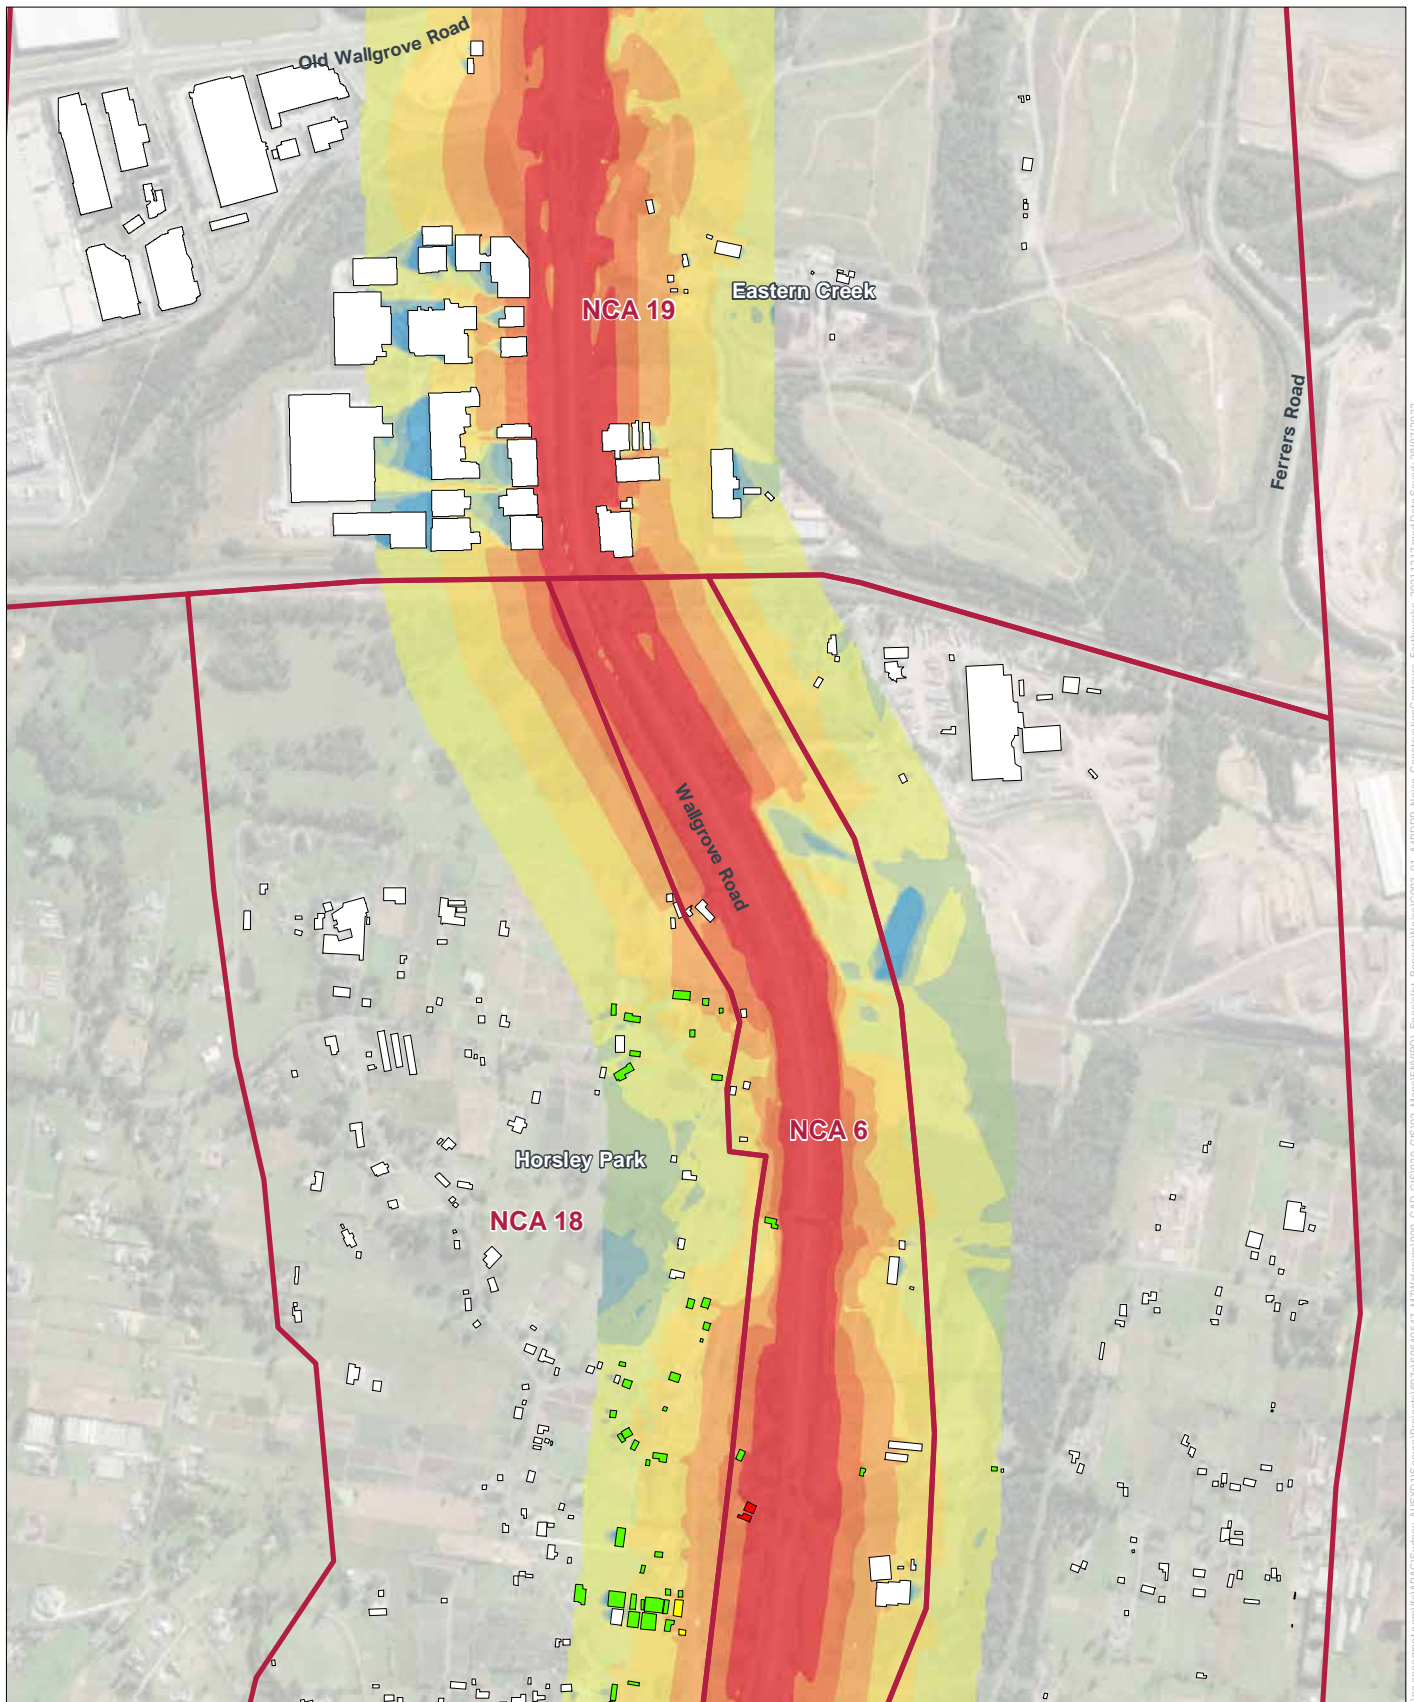 Old Wallgrove Road
Eastern Creek
NCA 19
Ferrers Road
Wallgrove Road
NCA 6
Horsley Park
NCA 18